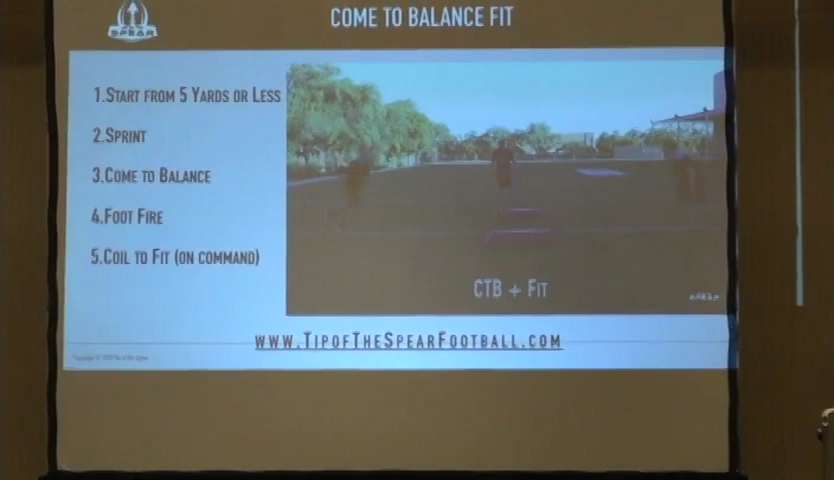 SPEAR
COME TO BALANCE FIT
1.START FROM 5 YARDS OR LESS
2.SPRINT
3.COME TO BALANCE
4.FOOT FIRE
5.COIL TO FIT (ON COMMAND)
CTB + FIT
WWW.TIPOFTHESPEARFOOTBALL.COM